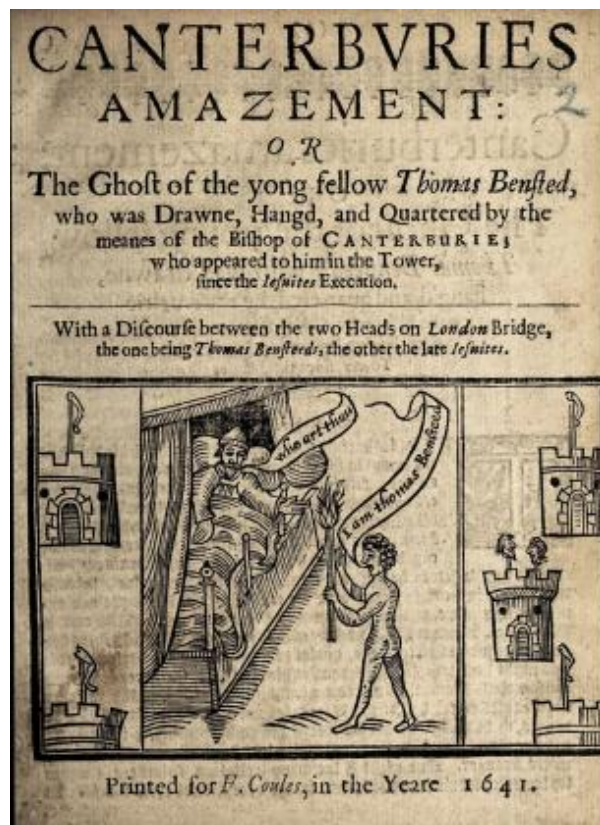 CANTERBVRIES
AMAZEMENT:
2
OR
The Ghoſt of the yong fellow Thomas Benſted,
who was Drawne, Hangd, and Quartered by the
meanes of the Biſhop of CANTERBURIE;
who appeared to him in the Tower,
ſince the Ieſuites Execution.
With a Diſcourſe between the two Heads on London Bridge,
the one being Thomas Benſteds, the other the late Ieſuites.
who art thou
I am thomas Bensteed
Printed for F. Coules, in the Yeare 1641.